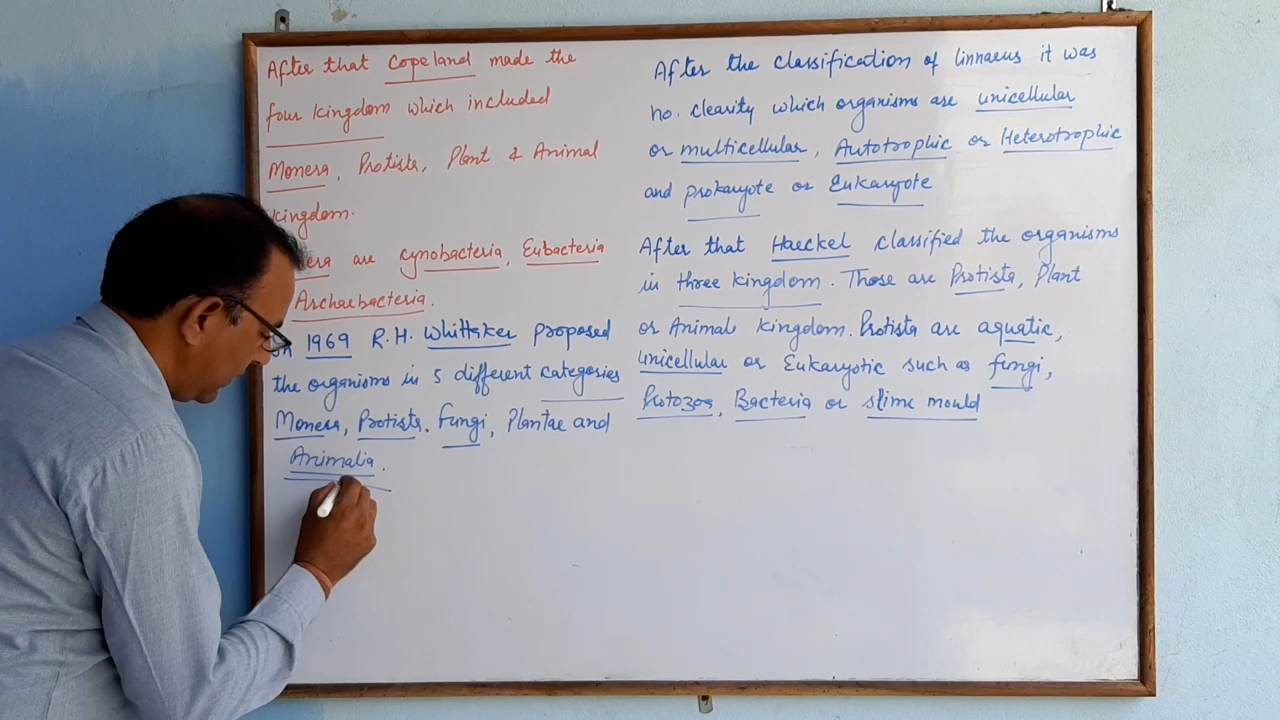 After that Copeland made the
four kingdom which included
Monera, Protista, Plant & Animal
kingdom.
are cynobacteria, Eubacteria
Archaebacteria.
1969 R.H. Whittaker proposed
the organisms in 5 different categories
Monera, Protista. Fungi, Plantae and
Animalia.
After the classification of linnaeus it was
no. clearity which organisms are unicellular
or multicellular, Autotrophic or Heterotrophic
and prokaryote or Eukaryote
After that Haeckel classified the organisms
in three kingdom. Those are Protista, Plant
or Animal kingdom. Protista are aquatic,
unicellular or Eukaryotic such as fungi,
Protozoa, Bacteria or slime mould